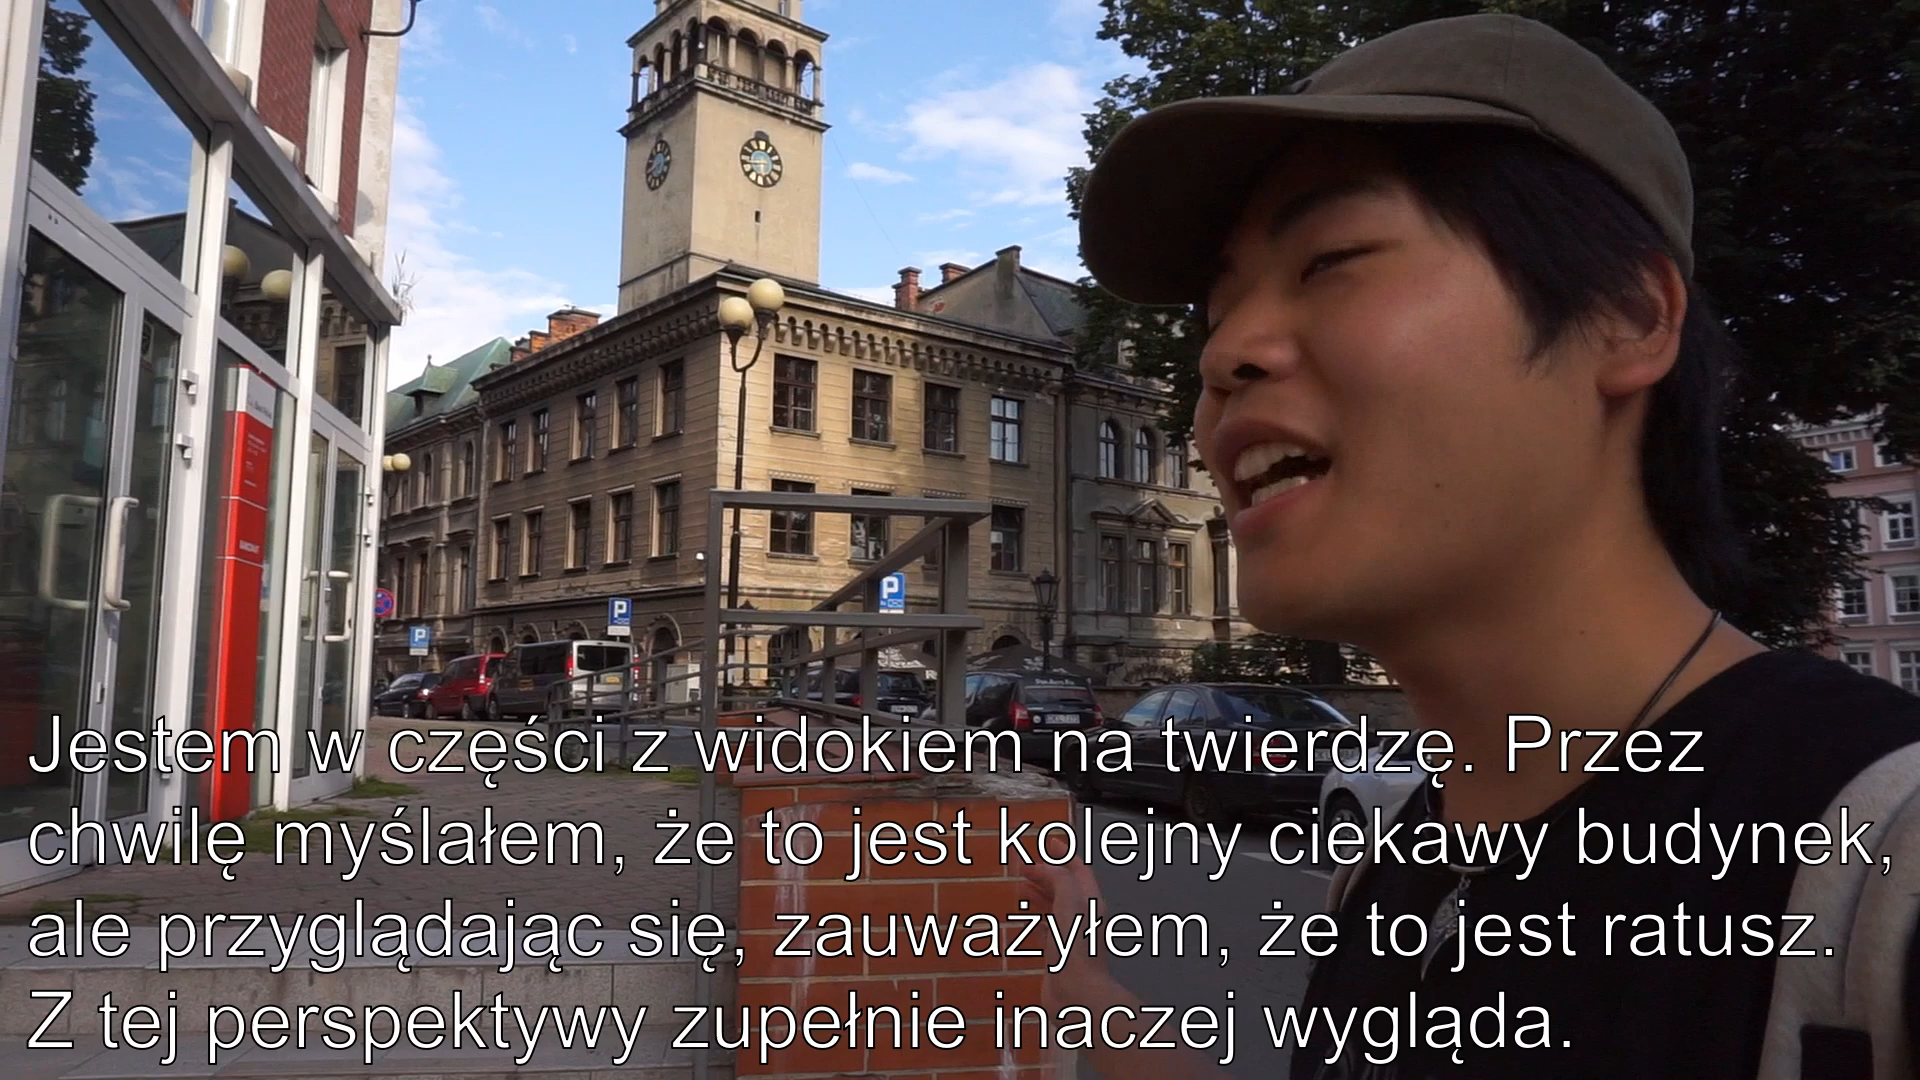 P
P
P
BANKOMAT
Jestem w części z widokiem na twierdzę. Przez
chwilę myślałem, że to jest kolejny ciekawy budynek,
ale przyglądając się, zauważyłem, że to jest ratusz.
Z tej perspektywy zupełnie inaczej wygląda.